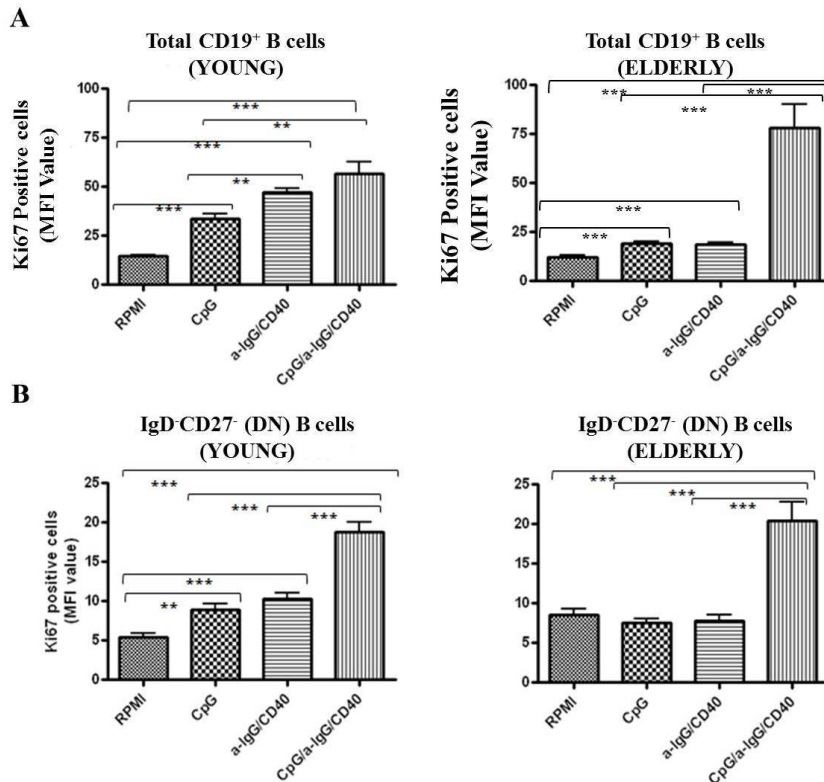 A
Total CD19⁺ B cells
(YOUNG)
Ki67 Positive cells
(MFI Value)
100
75
50
25
0
***
**
***
**
***
RPMI
CpG
a-IgG/CD40
CpG/a-IgG/CD40
Total CD19⁺ B cells
(ELDERLY)
Ki67 Positive cells
(MFI Value)
100
75
50
25
0
***
***
***
***
***
RPMI
CpG
a-IgG/CD40
CpG/a-IgG/CD40
B
IgD⁻CD27⁻ (DN) B cells
(YOUNG)
Ki67 positive cells
(MFI value)
25
20
15
10
5
0
***
***
***
***
**
RPMI
CpG
a-IgG/CD40
CpG/a-IgG/CD40
IgD⁻CD27⁻ (DN) B cells
(ELDERLY)
25
20
15
10
5
0
***
***
***
RPMI
CpG
a-IgG/CD40
CpG/a-IgG/CD40